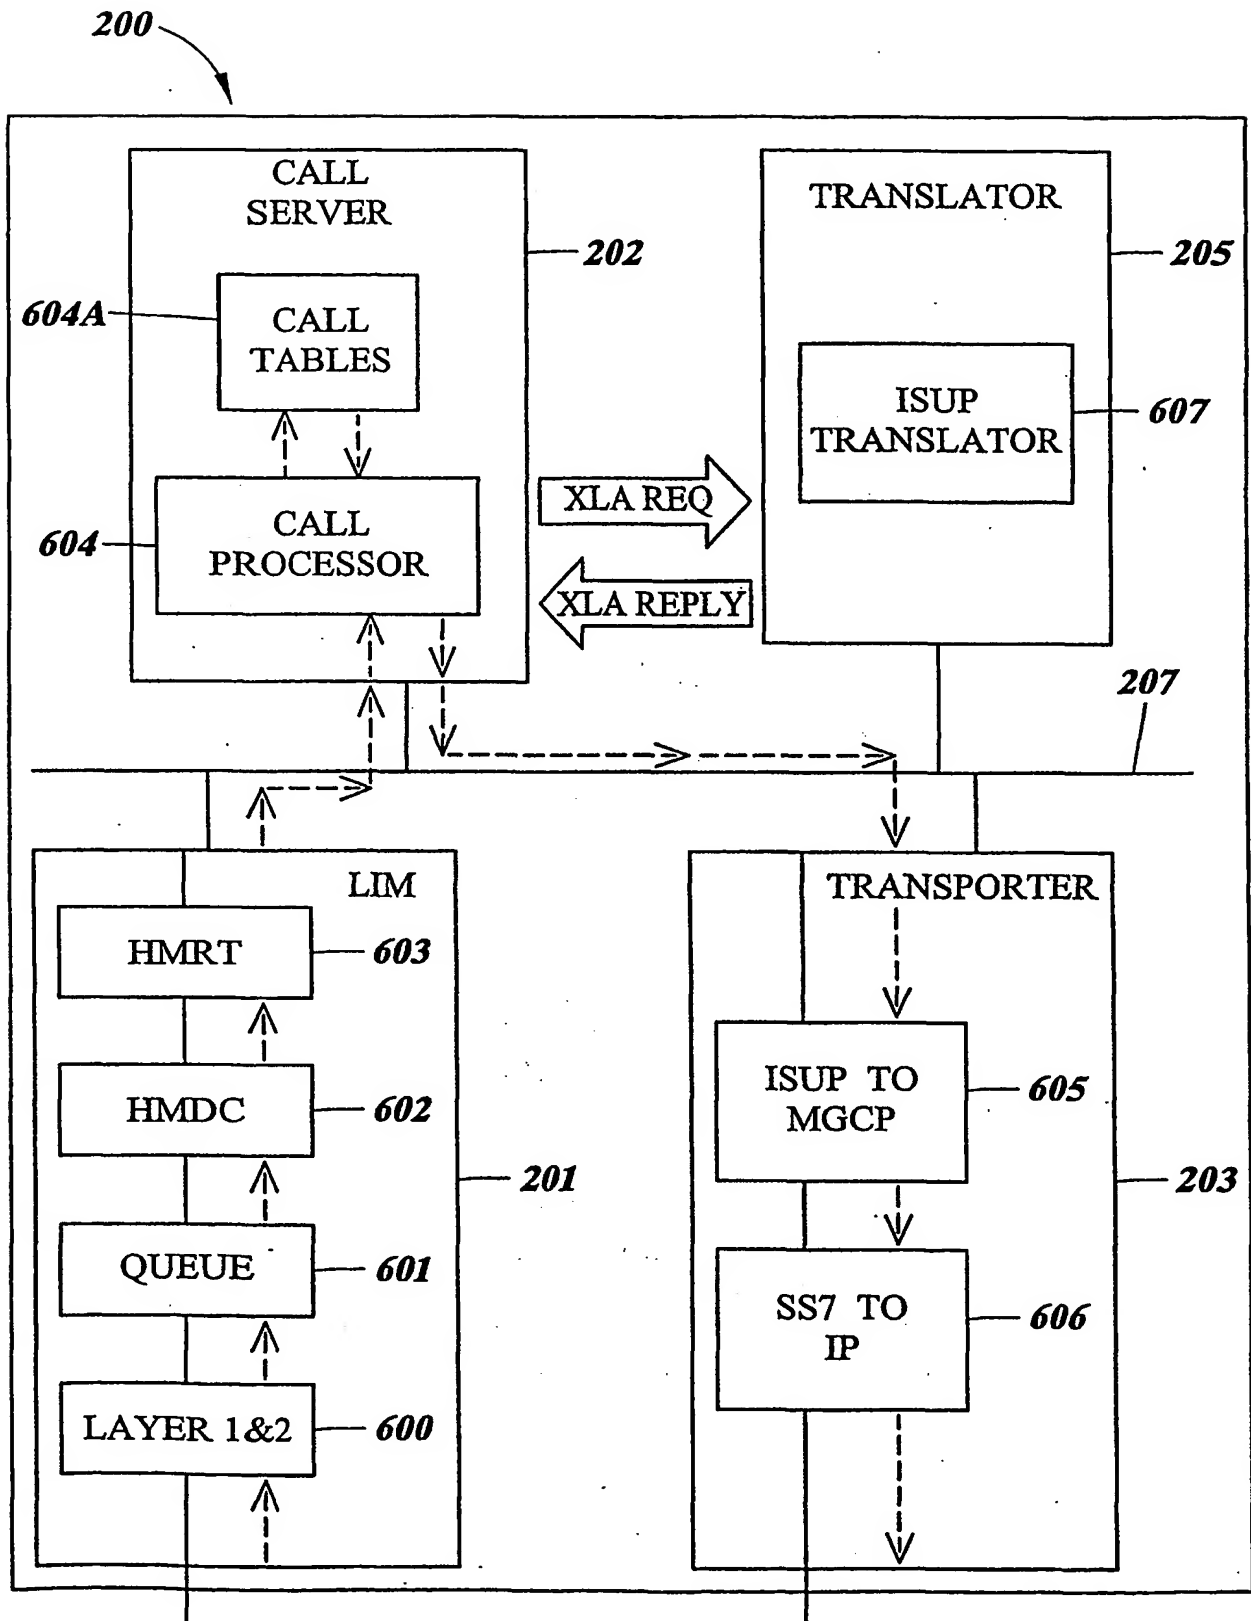 200
CALL
SERVER
202
604A
CALL
TABLES
604
CALL
PROCESSOR
XLA REQ
XLA REPLY
TRANSLATOR
205
ISUP
TRANSLATOR
607
207
LIM
HMRT
603
HMDC
602
201
QUEUE
601
LAYER 1&2
600
TRANSPORTER
ISUP TO
MGCP
605
203
SS7 TO
IP
606